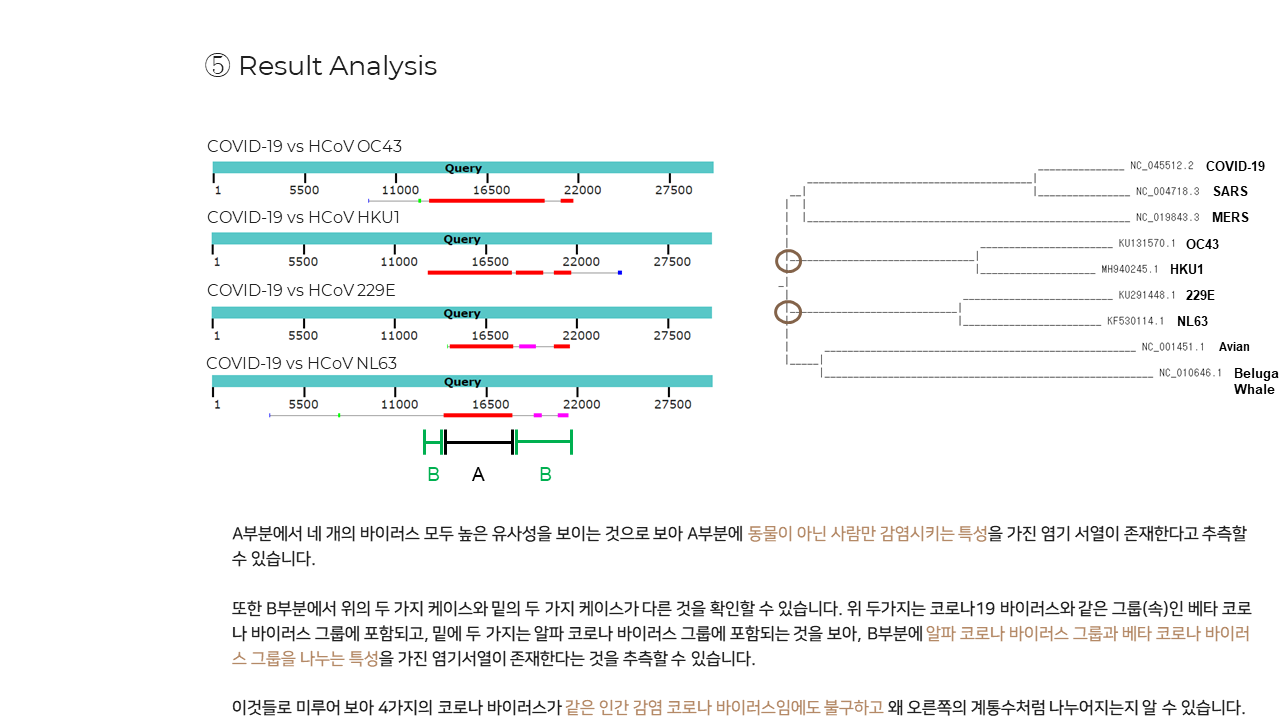 ⑤ Result Analysis
COVID-19 vs HCoV OC43
Query
1 5500 11000 16500 22000 27500
COVID-19 vs HCoV HKU1
Query
1 5500 11000 16500 22000 27500
COVID-19 vs HCoV 229E
Query
1 5500 11000 16500 22000 27500
COVID-19 vs HCoV NL63
Query
1 5500 11000 16500 22000 27500
B A B
NC_045512.2 COVID-19
NC_004718.3 SARS
NC_019843.3 MERS
KU131570.1 OC43
MH940245.1 HKU1
KU291448.1 229E
KF530114.1 NL63
NC_001451.1 Avian
NC_010646.1 Beluga
Whale
A부분에서 네 개의 바이러스 모두 높은 유사성을 보이는 것으로 보아 A부분에 동물이 아닌 사람만 감염시키는 특성을 가진 염기 서열이 존재한다고 추측할
수 있습니다.
또한 B부분에서 위의 두 가지 케이스와 밑의 두 가지 케이스가 다른 것을 확인할 수 있습니다. 위 두가지는 코로나19 바이러스와 같은 그룹(속)인 베타 코로
나 바이러스 그룹에 포함되고, 밑에 두 가지는 알파 코로나 바이러스 그룹에 포함되는 것을 보아, B부분에 알파 코로나 바이러스 그룹과 베타 코로나 바이러
스 그룹을 나누는 특성을 가진 염기서열이 존재한다는 것을 추측할 수 있습니다.
이것들로 미루어 보아 4가지의 코로나 바이러스가 같은 인간 감염 코로나 바이러스임에도 불구하고 왜 오른쪽의 계통수처럼 나누어지는지 알 수 있습니다.